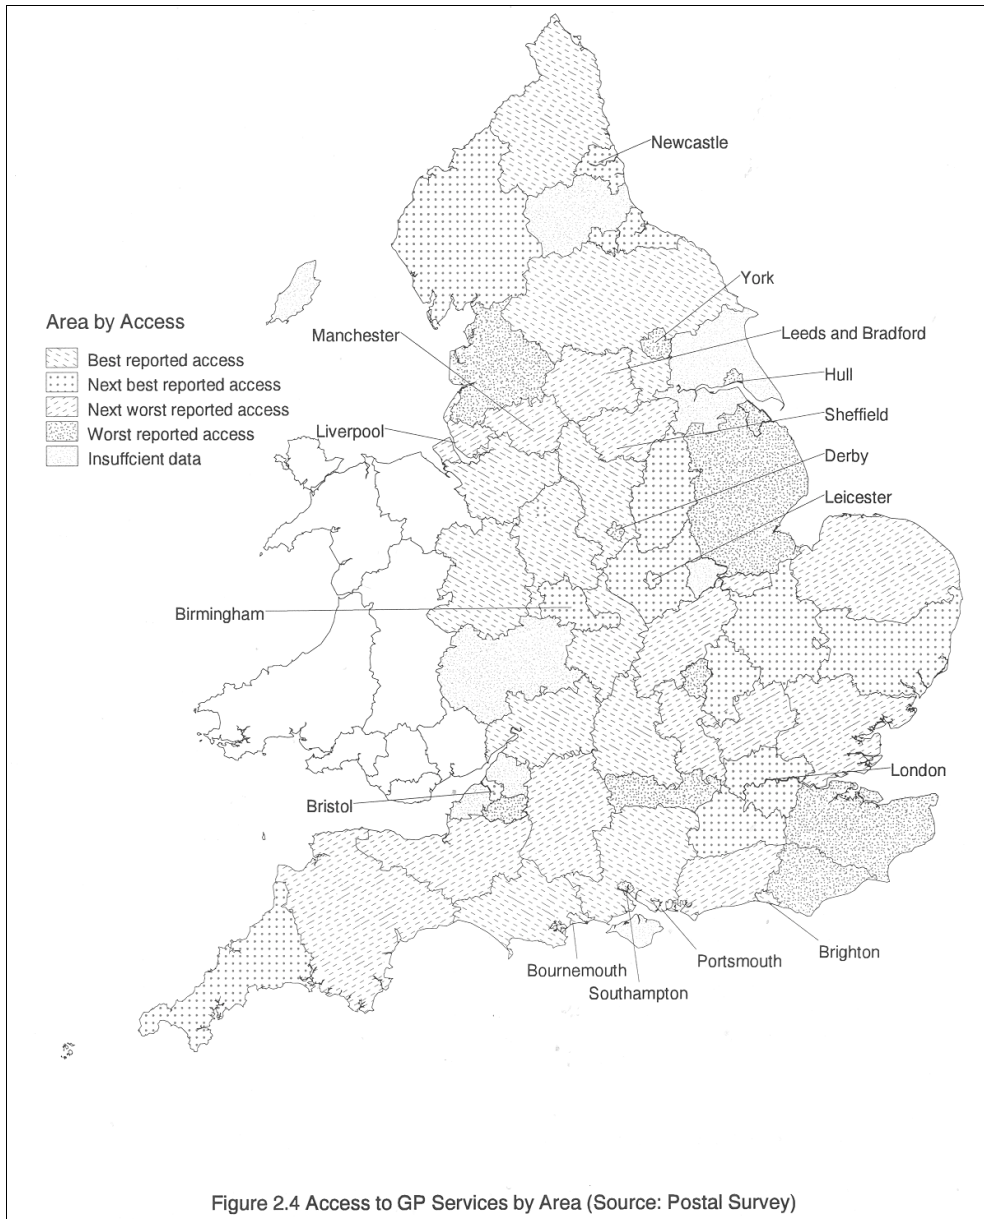 Newcastle
York
Leeds and Bradford
Manchester
Hull
Liverpool
Sheffield
Derby
Leicester
Birmingham
London
Bristol
Brighton
Portsmouth
Bournemouth
Southampton
Area by Access
Best reported access
Next best reported access
Next worst reported access
Worst reported access
Insuffcient data
Figure 2.4 Access to GP Services by Area (Source: Postal Survey)